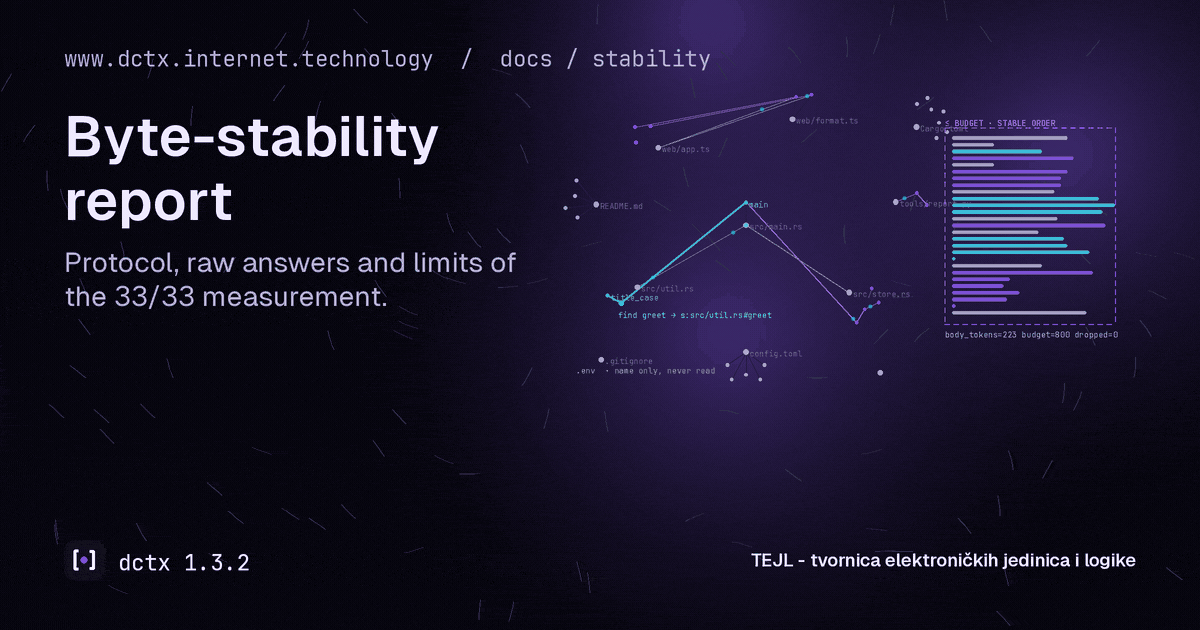 www.dctx.internet.technology / docs / stability
Byte-stability
report
Protocol, raw answers and limits of
the 33/33 measurement.
web/format.ts
web/app.ts
README.md
main
src/main.rs
src/util.rs
title_case
find greet → s:src/util.rs#greet
src/store.rs
config.toml
.gitignore
.env · name only, never read
≤ BUDGET · STABLE ORDER
body_tokens=223 budget=800 dropped=0
dctx 1.3.2
TEJL - tvornica elektroničkih jedinica i logike